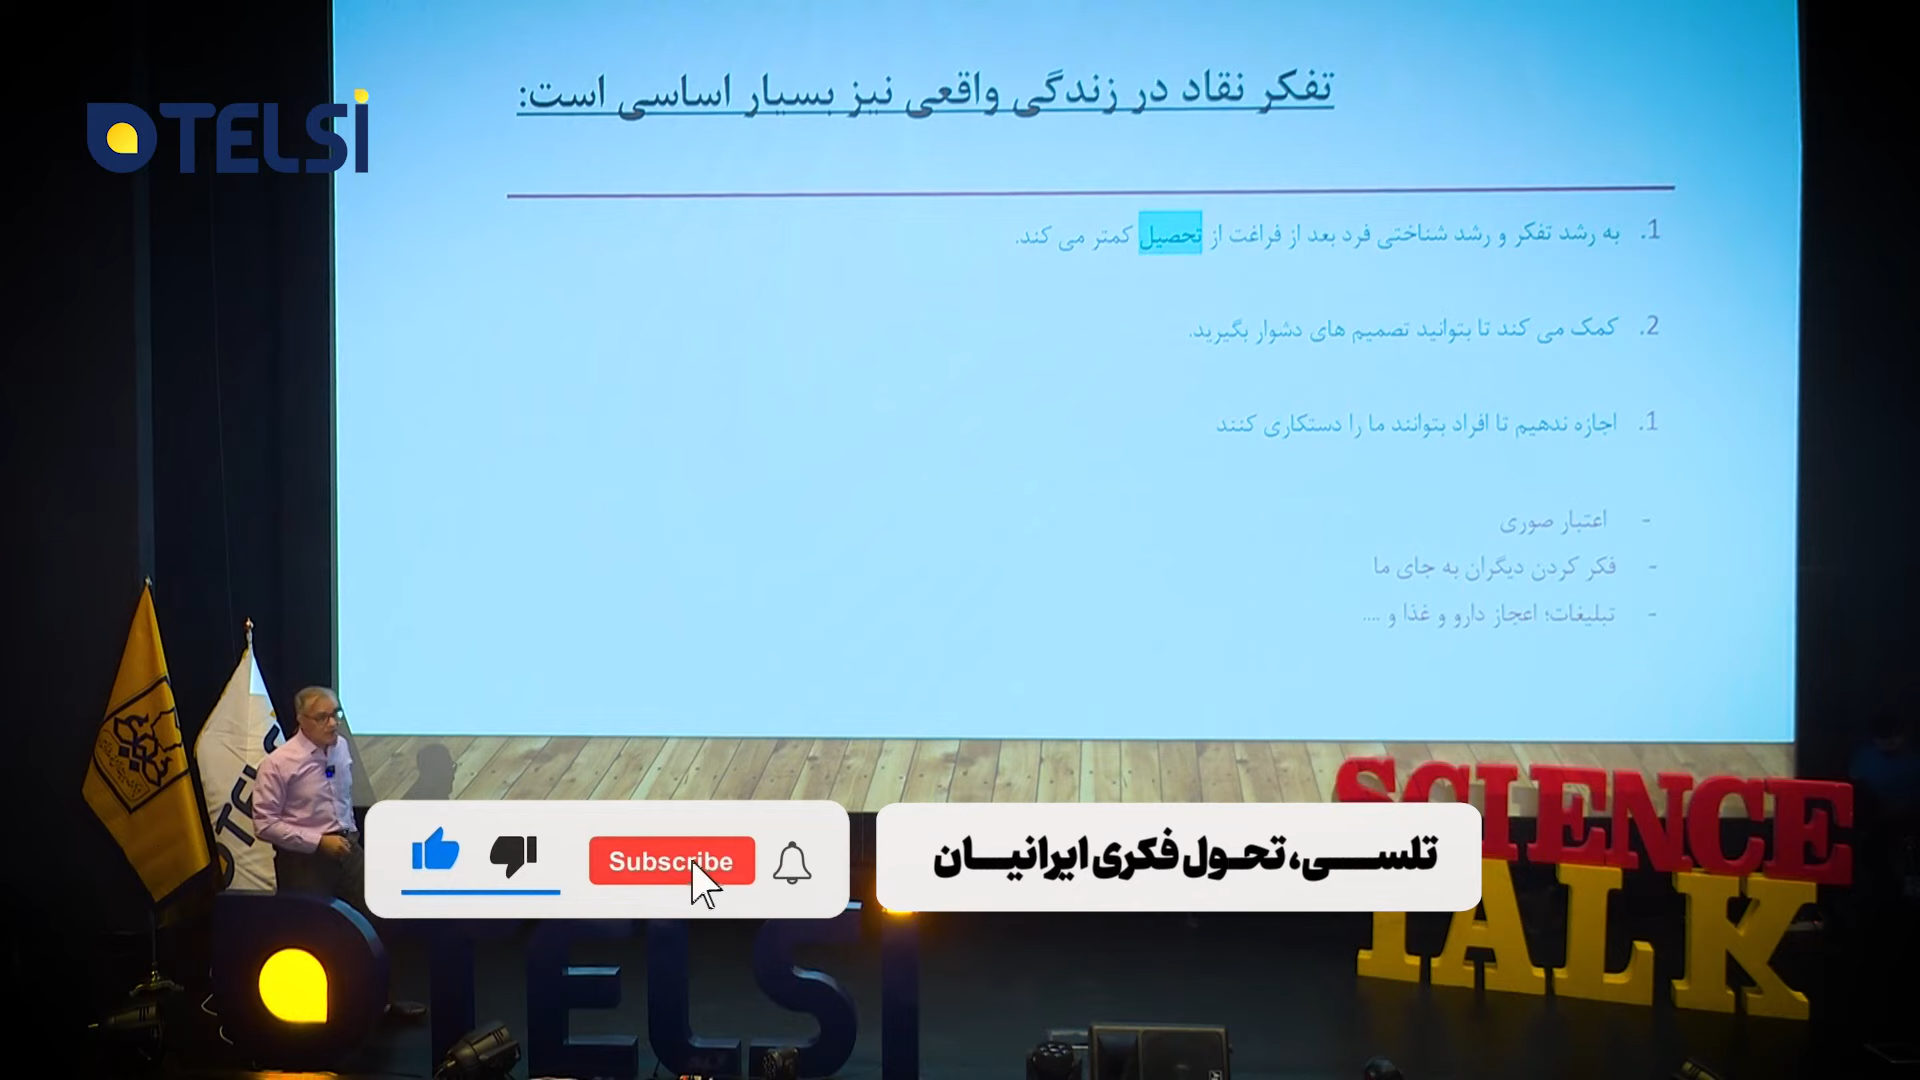 TELSI
تفکر نقاد در زندگی واقعی نیز بسیار اساسی است:
1. به رشد تفکر و رشد شناختی فرد بعد از فراغت از تحصیل کمتر می کند.
2. کمک می کند تا بتوانید تصمیم های دشوار بگیرید.
1. اجازه ندهیم تا افراد بتوانند ما را دستکاری کنند
- اعتبار صوری
- فکر کردن دیگران به جای ما
- تبلیغات؛ اعجاز دارو و غذا و ....
Subscribe
تلســـی، تحـول فکری ایرانیـــان
SCIENCE
TALK
TELSI